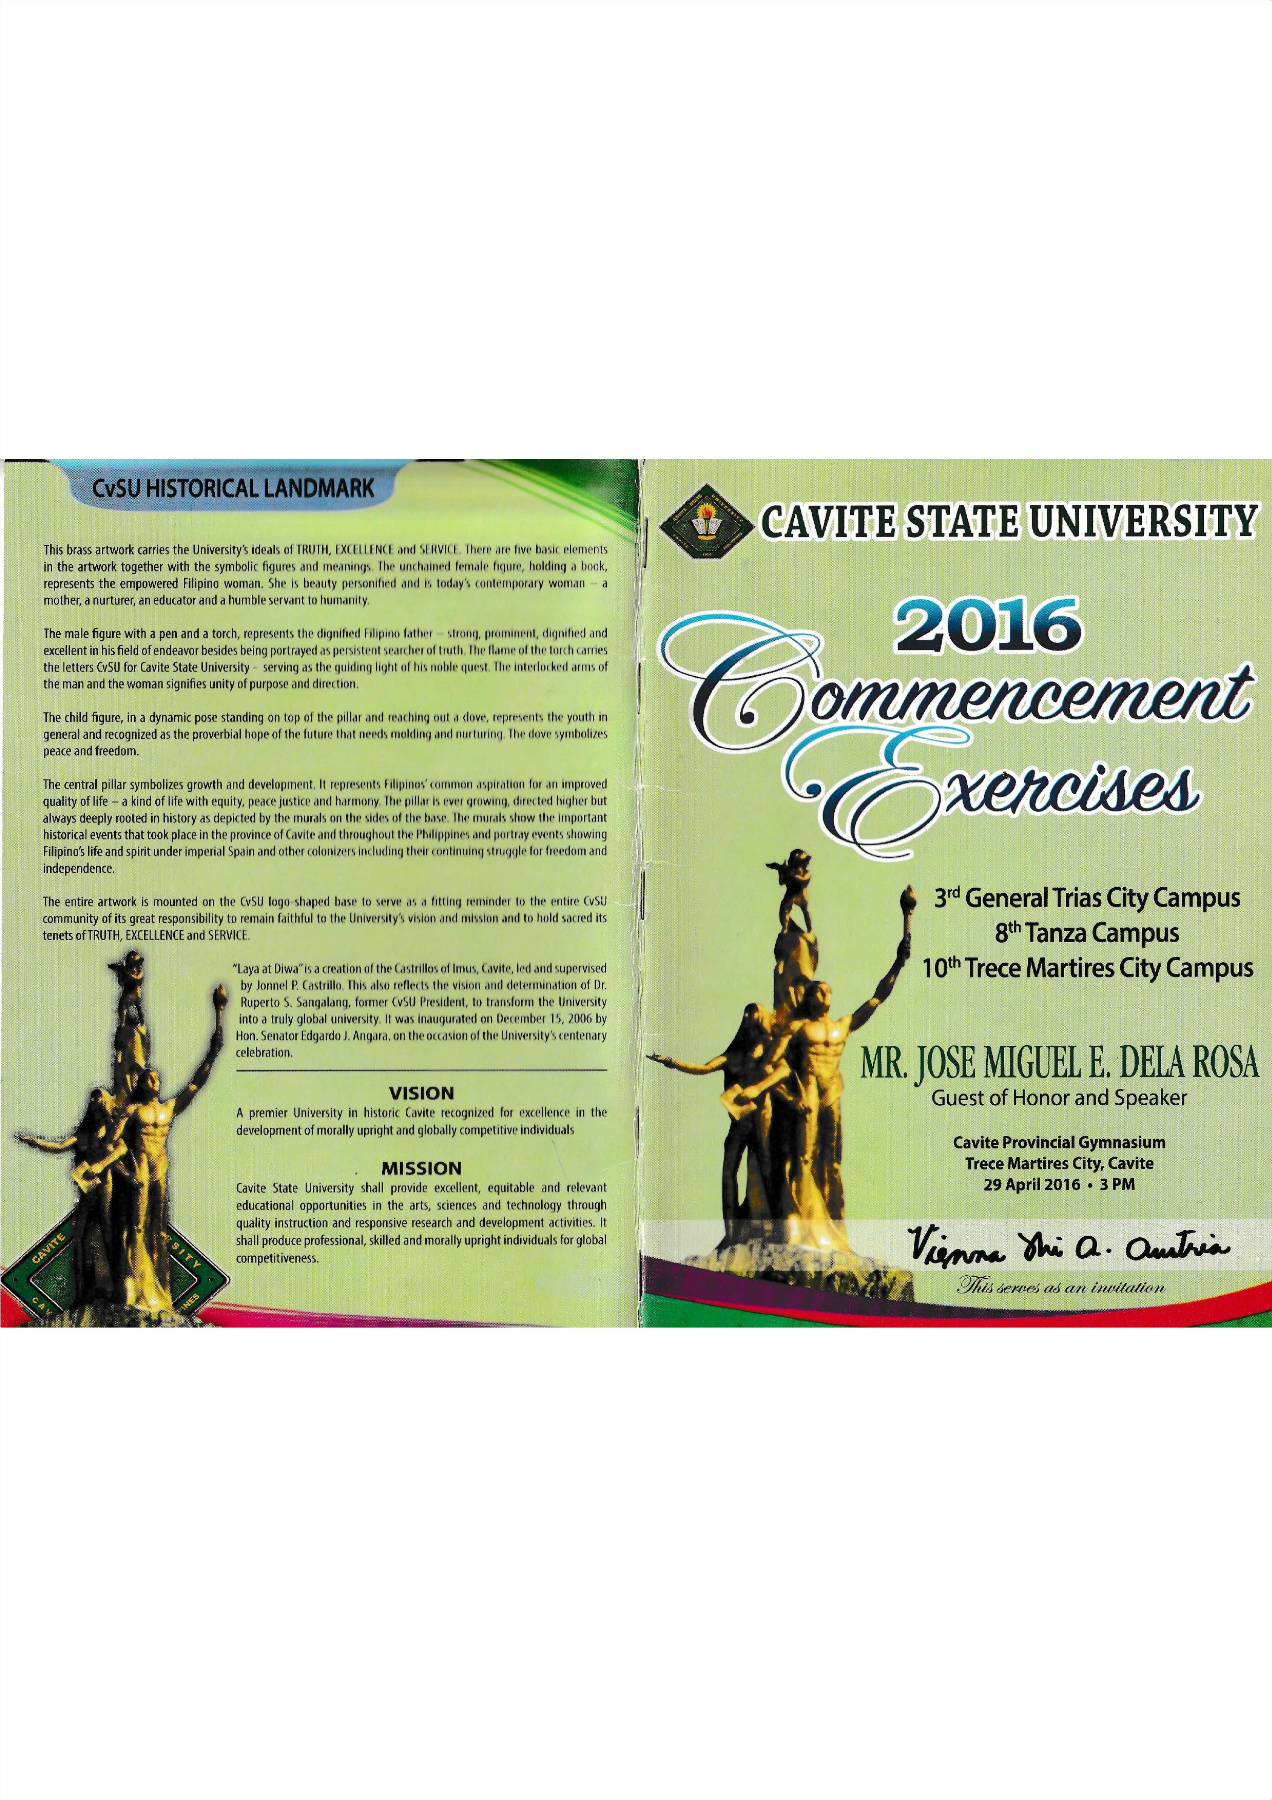 CvSU HISTORICAL LANDMARK
This brass artwork carries the University's ideals of TRUTH, EXCELLENCE and SERVICE. There are five basic elements
in the artwork together with the symbolic figures and meanings. The unchained female figure, holding a book,
represents the empowered Filipino woman. She is beauty personified and is today's contemporary woman – a
mother, a nurturer, an educator and a humble servant to humanity.
The male figure with a pen and a torch, represents the dignified Filipino father – strong, prominent, dignified and
excellent in his field of endeavor besides being portrayed as persistent searcher of truth. The flame of the torch carries
the letters CvSU for Cavite State University - serving as the guiding light of his noble quest. The interlocked arms of
the man and the woman signifies unity of purpose and direction.
The child figure, in a dynamic pose standing on top of the pillar and reaching out a dove, represents the youth in
general and recognized as the proverbial hope of the future that needs molding and nurturing. The dove symbolizes
peace and freedom.
The central pillar symbolizes growth and development. It represents Filipinos' common aspiration for an improved
quality of life – a kind of life with equity, peace justice and harmony. The pillar is ever growing, directed higher but
always deeply rooted in history as depicted by the murals on the sides of the base. The murals show the important
historical events that took place in the province of Cavite and throughout the Philippines and portray events showing
Filipino's life and spirit under imperial Spain and other colonizers including their continuing struggle for freedom and
independence.
The entire artwork is mounted on the CvSU logo-shaped base to serve as a fitting reminder to the entire CvSU
community of its great responsibility to remain faithful to the University's vision and mission and to hold sacred its
tenets of TRUTH, EXCELLENCE and SERVICE.
"Laya at Diwa" is a creation of the Castrillos of Imus, Cavite, led and supervised
by Jonnel P. Castrillo. This also reflects the vision and determination of Dr.
Ruperto S. Sangalang, former CvSU President, to transform the University
into a truly global university. It was inaugurated on December 15, 2006 by
Hon. Senator Edgardo J. Angara, on the occasion of the University's centenary
celebration.
VISION
A premier University in historic Cavite recognized for excellence in the
development of morally upright and globally competitive individuals
MISSION
Cavite State University shall provide excellent, equitable and relevant
educational opportunities in the arts, sciences and technology through
quality instruction and responsive research and development activities. It
shall produce professional, skilled and morally upright individuals for global
competitiveness.
CAVITE
SITY
CAV
NES
CAVITE STATE UNIVERSITY
2016
Commencement
Exercises
3rd General Trias City Campus
8th Tanza Campus
10th Trece Martires City Campus
MR. JOSE MIGUEL E. DELA ROSA
Guest of Honor and Speaker
Cavite Provincial Gymnasium
Trece Martires City, Cavite
29 April 2016 • 3 PM
Vienna Mi A. Austria
This serves as an invitation